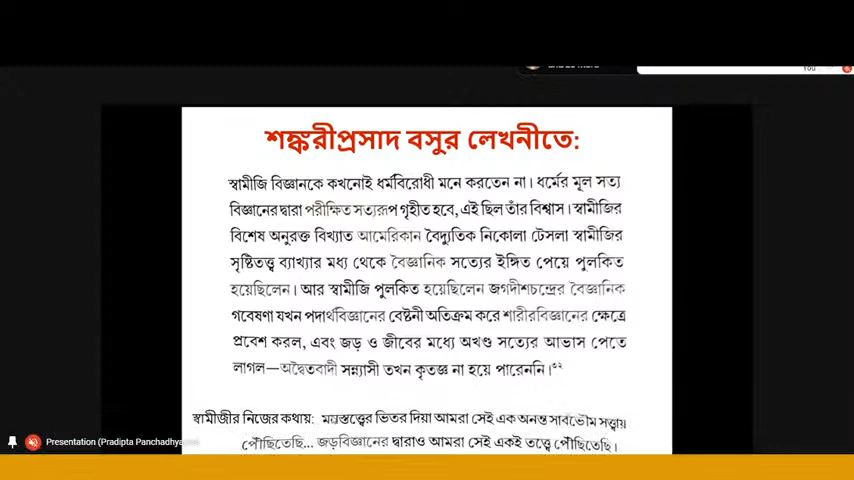 You
শঙ্করীপ্রসাদ বসুর লেখনীতে:
স্বামীজি বিজ্ঞানকে কখনোই ধর্মবিরোধী মনে করতেন না। ধর্মের মূল সত্য
বিজ্ঞানের দ্বারা পরীক্ষিত সত্যরূপ গৃহীত হবে, এই ছিল তাঁর বিশ্বাস। স্বামীজির
বিশেষ অনুরক্ত বিখ্যাত আমেরিকান বৈদ্যুতিক নিকোলা টেসলা স্বামীজির
সৃষ্টিতত্ত্ব ব্যাখ্যার মধ্য থেকে বৈজ্ঞানিক সত্যের ইঙ্গিত পেয়ে পুলকিত
হয়েছিলেন। আর স্বামীজি পুলকিত হয়েছিলেন জগদীশচন্দ্রের বৈজ্ঞানিক
গবেষণা যখন পদার্থবিজ্ঞানের বেষ্টনী অতিক্রম করে শারীরবিজ্ঞানের ক্ষেত্রে
প্রবেশ করল, এবং জড় ও জীবের মধ্যে অখণ্ড সত্যের আভাস পেতে
লাগল—অদ্বৈতবাদী সন্ন্যাসী তখন কৃতজ্ঞ না হয়ে পারেননি।৫২
স্বামীজীর নিজের কথায়: মনস্তত্ত্বের ভিতর দিয়া আমরা সেই এক অনন্ত সার্বভৌম সত্তায়
পৌঁছিতেছি... জড়বিজ্ঞানের দ্বারাও আমরা সেই একই তত্ত্বে পৌঁছিতেছি।
Presentation (Pradipta Panchadhya